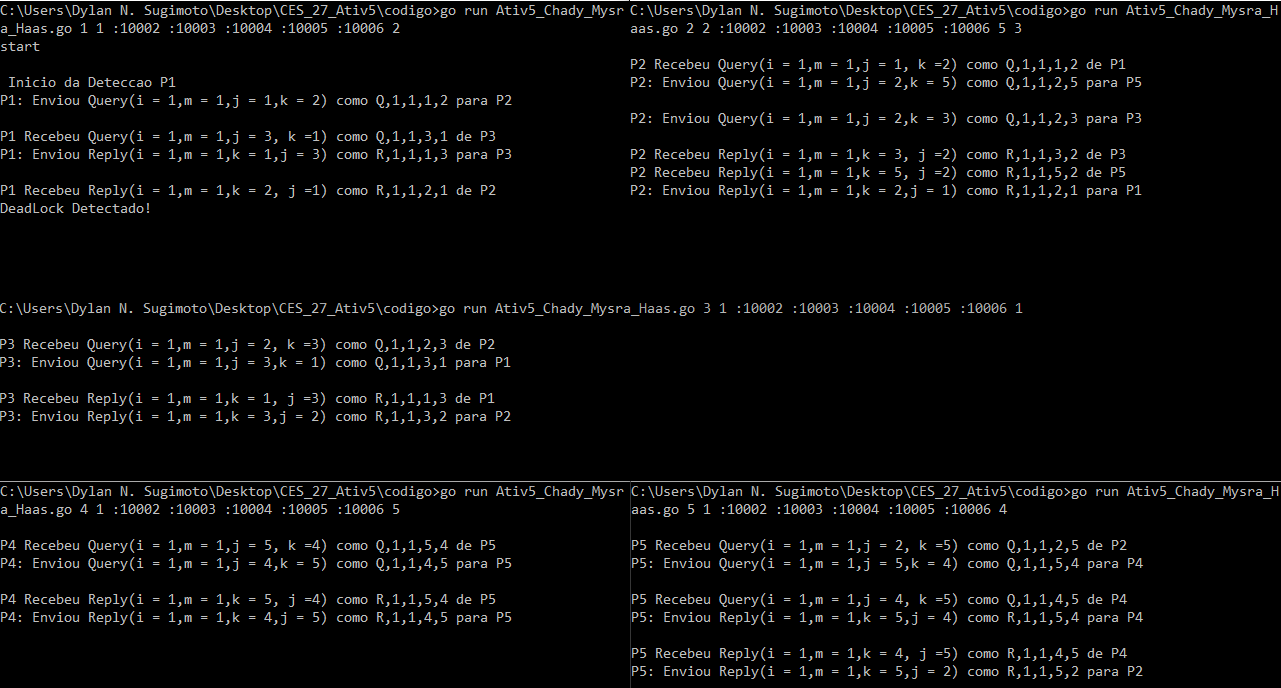 C:\Users\Dylan N. Sugimoto\Desktop\CES_27_Ativ5\codigo>go run Ativ5_Chady_Mysr
a_Haas.go 1 1 :10002 :10003 :10004 :10005 :10006 2
start
Inicio da Deteccao P1
P1: Enviou Query(i = 1,m = 1,j = 1,k = 2) como Q,1,1,1,2 para P2
P1 Recebeu Query(i = 1,m = 1,j = 3, k =1) como Q,1,1,3,1 de P3
P1: Enviou Reply(i = 1,m = 1,k = 1,j = 3) como R,1,1,1,3 para P3
P1 Recebeu Reply(i = 1,m = 1,k = 2, j =1) como R,1,1,2,1 de P2
DeadLock Detectado!
C:\Users\Dylan N. Sugimoto\Desktop\CES_27_Ativ5\codigo>go run Ativ5_Chady_Mysra_H
aas.go 2 2 :10002 :10003 :10004 :10005 :10006 5 3
P2 Recebeu Query(i = 1,m = 1,j = 1, k =2) como Q,1,1,1,2 de P1
P2: Enviou Query(i = 1,m = 1,j = 2,k = 5) como Q,1,1,2,5 para P5
P2: Enviou Query(i = 1,m = 1,j = 2,k = 3) como Q,1,1,2,3 para P3
P2 Recebeu Reply(i = 1,m = 1,k = 3, j =2) como R,1,1,3,2 de P3
P2 Recebeu Reply(i = 1,m = 1,k = 5, j =2) como R,1,1,5,2 de P5
P2: Enviou Reply(i = 1,m = 1,k = 2,j = 1) como R,1,1,2,1 para P1
C:\Users\Dylan N. Sugimoto\Desktop\CES_27_Ativ5\codigo>go run Ativ5_Chady_Mysra_Haas.go 3 1 :10002 :10003 :10004 :10005 :10006 1
P3 Recebeu Query(i = 1,m = 1,j = 2, k =3) como Q,1,1,2,3 de P2
P3: Enviou Query(i = 1,m = 1,j = 3,k = 1) como Q,1,1,3,1 para P1
P3 Recebeu Reply(i = 1,m = 1,k = 1, j =3) como R,1,1,1,3 de P1
P3: Enviou Reply(i = 1,m = 1,k = 3,j = 2) como R,1,1,3,2 para P2
C:\Users\Dylan N. Sugimoto\Desktop\CES_27_Ativ5\codigo>go run Ativ5_Chady_Mysr
a_Haas.go 4 1 :10002 :10003 :10004 :10005 :10006 5
P4 Recebeu Query(i = 1,m = 1,j = 5, k =4) como Q,1,1,5,4 de P5
P4: Enviou Query(i = 1,m = 1,j = 4,k = 5) como Q,1,1,4,5 para P5
P4 Recebeu Reply(i = 1,m = 1,k = 5, j =4) como R,1,1,5,4 de P5
P4: Enviou Reply(i = 1,m = 1,k = 4,j = 5) como R,1,1,4,5 para P5
C:\Users\Dylan N. Sugimoto\Desktop\CES_27_Ativ5\codigo>go run Ativ5_Chady_Mysra_H
aas.go 5 1 :10002 :10003 :10004 :10005 :10006 4
P5 Recebeu Query(i = 1,m = 1,j = 2, k =5) como Q,1,1,2,5 de P2
P5: Enviou Query(i = 1,m = 1,j = 5,k = 4) como Q,1,1,5,4 para P4
P5 Recebeu Query(i = 1,m = 1,j = 4, k =5) como Q,1,1,4,5 de P4
P5: Enviou Reply(i = 1,m = 1,k = 5,j = 4) como R,1,1,5,4 para P4
P5 Recebeu Reply(i = 1,m = 1,k = 4, j =5) como R,1,1,4,5 de P4
P5: Enviou Reply(i = 1,m = 1,k = 5,j = 2) como R,1,1,5,2 para P2